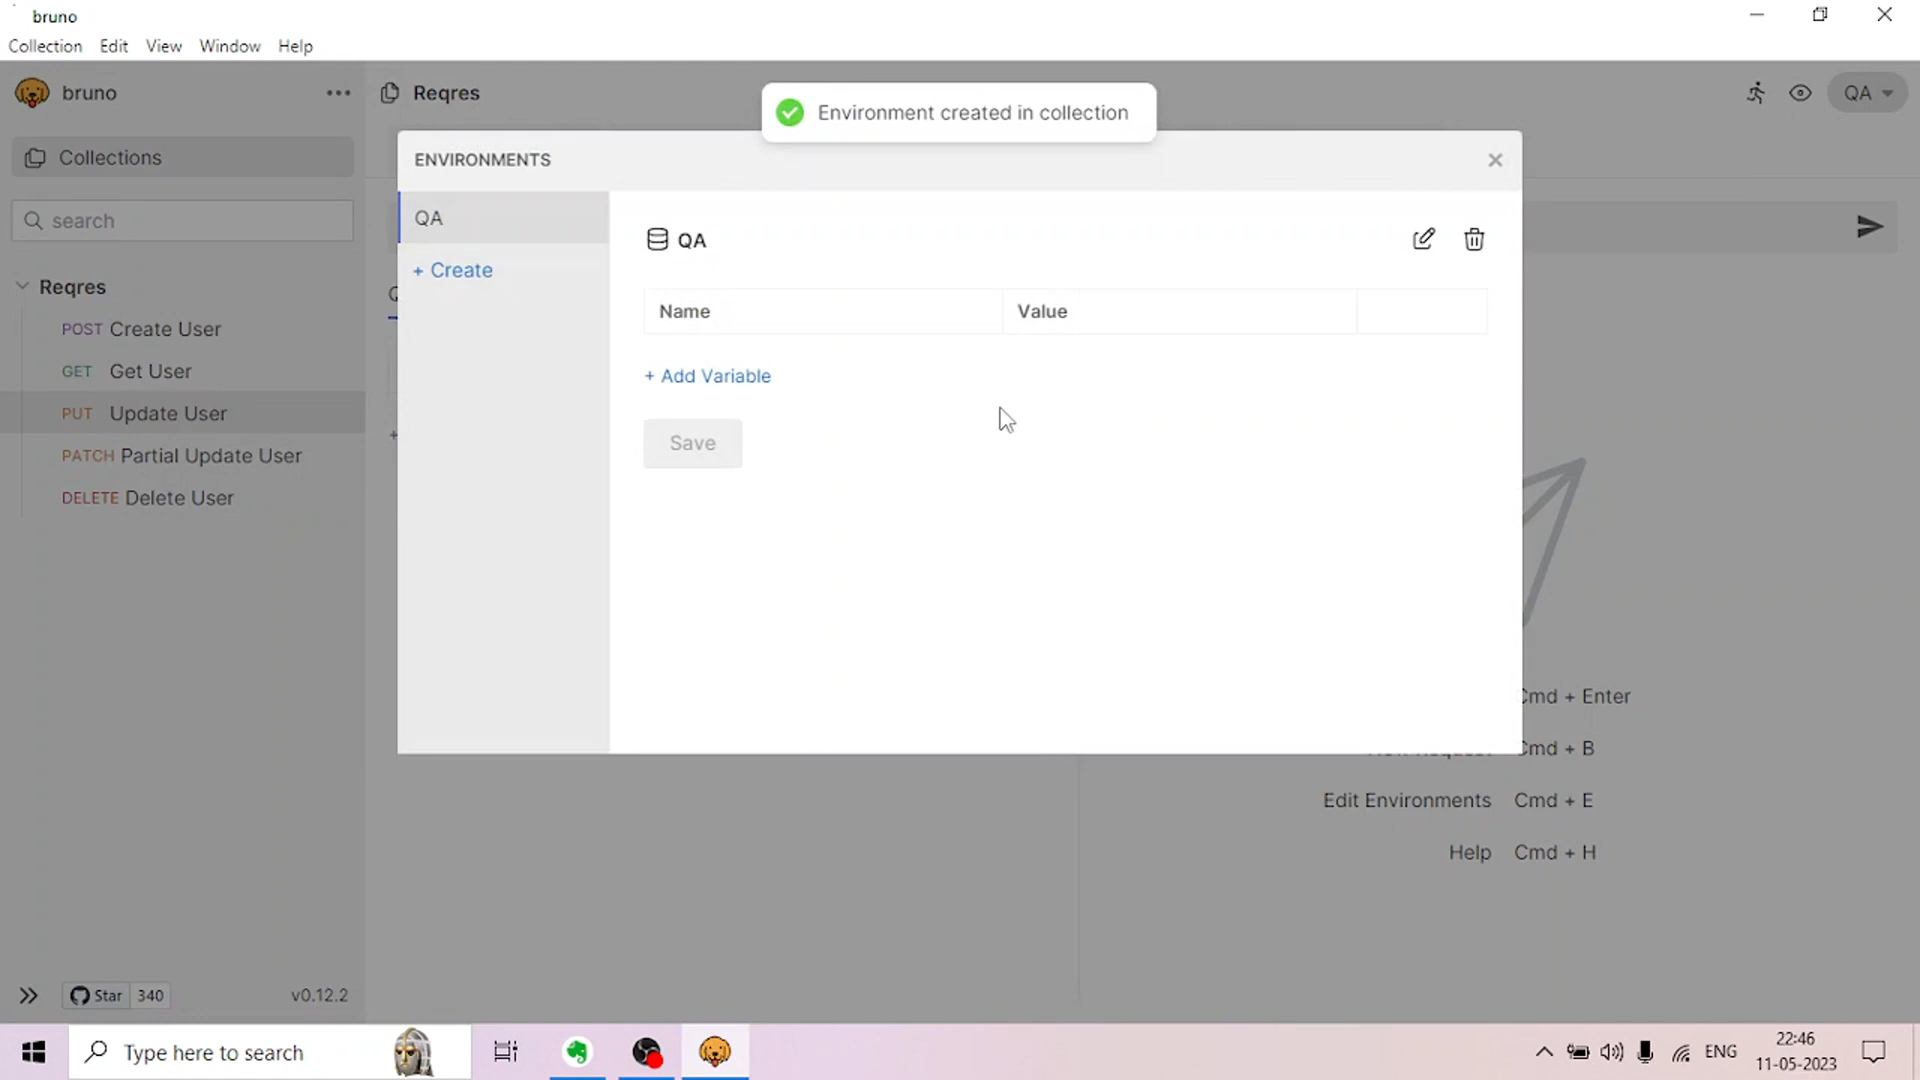 bruno
Collection Edit View Window Help
bruno
Reqres
QA
Environment created in collection
Collections
ENVIRONMENTS
search
QA
QA
+ Create
Reqres
Name Value
POST Create User
GET Get User
+ Add Variable
PUT Update User
Save
PATCH Partial Update User
DELETE Delete User
Cmd + Enter
Cmd + B
Edit Environments Cmd + E
Help Cmd + H
Star 340
v0.12.2
Type here to search
ENG
22:46
11-05-2023